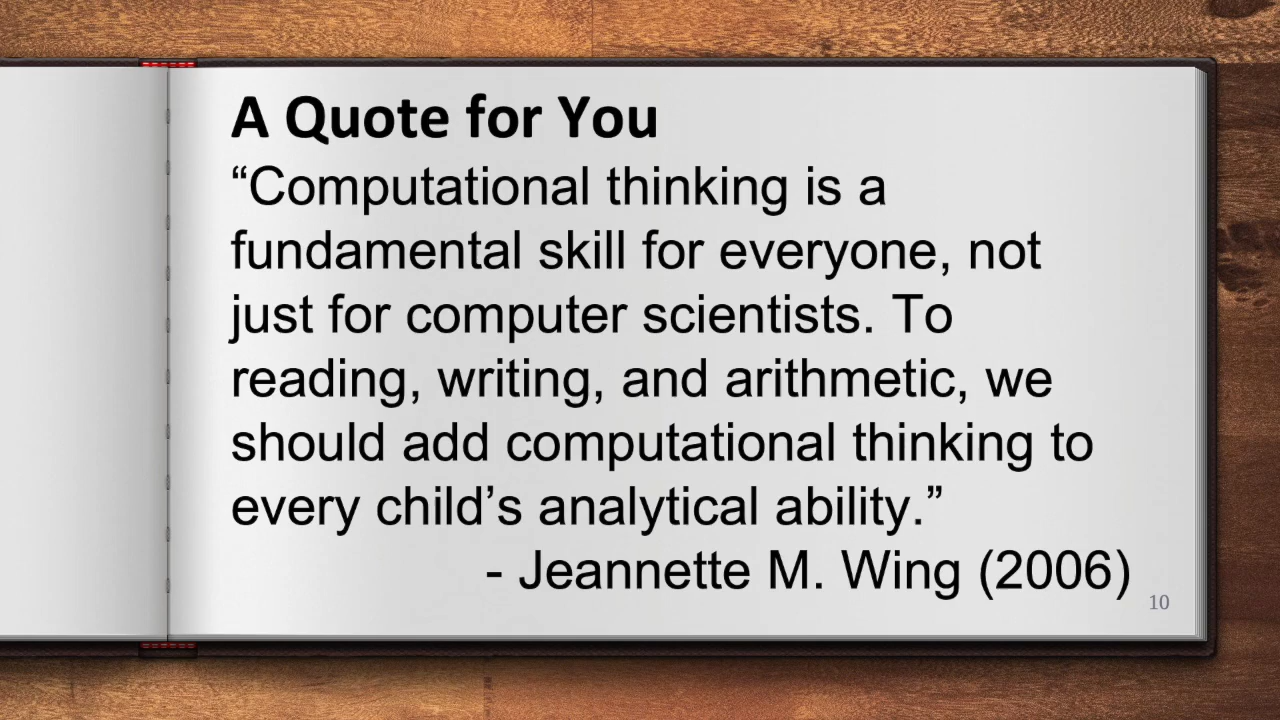 A Quote for You
“Computational thinking is a
fundamental skill for everyone, not
just for computer scientists. To
reading, writing, and arithmetic, we
should add computational thinking to
every child’s analytical ability.”
- Jeannette M. Wing (2006)
10